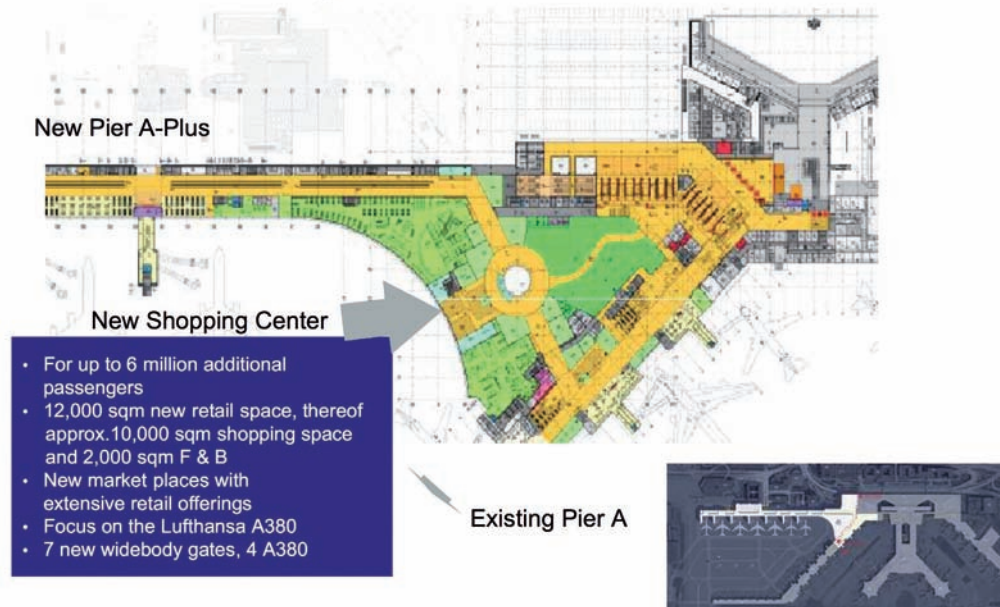 New Pier A-Plus
New Shopping Center
• For up to 6 million additional
passengers
• 12,000 sqm new retail space, thereof
approx.10,000 sqm shopping space
and 2,000 sqm F & B
• New market places with
extensive retail offerings
• Focus on the Lufthansa A380
• 7 new widebody gates, 4 A380
Existing Pier A